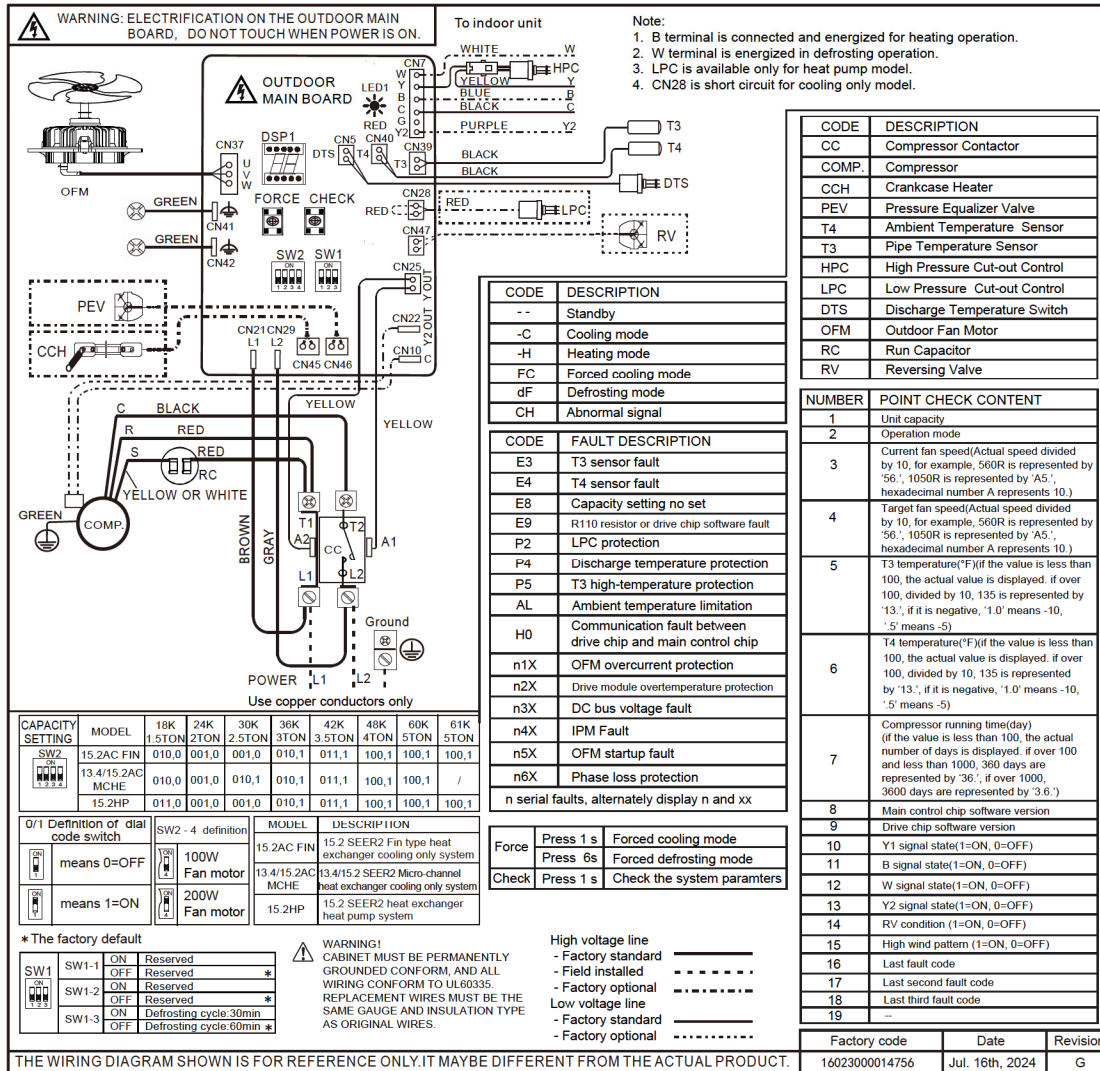 WARNING: ELECTRIFICATION ON THE OUTDOOR MAIN
BOARD, DO NOT TOUCH WHEN POWER IS ON.
To indoor unit
Note:
1. B terminal is connected and energized for heating operation.
2. W terminal is energized in defrosting operation.
3. LPC is available only for heat pump model.
4. CN28 is short circuit for cooling only model.
OUTDOOR
MAIN BOARD
LED1
RED
CN7
W
Y
B
C
G
Y2
WHITE W
HPC
YELLOW Y
BLUE B
BLACK C
PURPLE Y2
OFM
CN37
U
V
W
DSP1
CN5
DTS
CN40
T4
CN39
T3
BLACK
BLACK
T3
T4
DTS
FORCE CHECK
GREEN
CN41
GREEN
CN42
CN28
RED
RED
LPC
CN47
RV
SW2 SW1
ON
1 2 3 4
ON
1 2 3
CN25
Y OUT
CN22
Y2 OUT
CN10
C
PEV
CCH
CN21 CN29
L1 L2
CN45 CN46
YELLOW
YELLOW
C BLACK
R RED
S RED
RC
YELLOW OR WHITE
GREEN
COMP.
BROWN
GRAY
T1
T2
A2
CC
A1
L1
L2
Ground
POWER L1 L2
Use copper conductors only
CODE DESCRIPTION
CC Compressor Contactor
COMP. Compressor
CCH Crankcase Heater
PEV Pressure Equalizer Valve
T4 Ambient Temperature Sensor
T3 Pipe Temperature Sensor
HPC High Pressure Cut-out Control
LPC Low Pressure Cut-out Control
DTS Discharge Temperature Switch
OFM Outdoor Fan Motor
RC Run Capacitor
RV Reversing Valve
CODE DESCRIPTION
- - Standby
-C Cooling mode
-H Heating mode
FC Forced cooling mode
dF Defrosting mode
CH Abnormal signal
CODE FAULT DESCRIPTION
E3 T3 sensor fault
E4 T4 sensor fault
E8 Capacity setting no set
E9 R110 resistor or drive chip software fault
P2 LPC protection
P4 Discharge temperature protection
P5 T3 high-temperature protection
AL Ambient temperature limitation
H0 Communication fault between
drive chip and main control chip
n1X OFM overcurrent protection
n2X Drive module overtemperature protection
n3X DC bus voltage fault
n4X IPM Fault
n5X OFM startup fault
n6X Phase loss protection
n serial faults, alternately display n and xx
Force Press 1 s Forced cooling mode
Press 6s Forced defrosting mode
Check Press 1 s Check the system paramters
NUMBER POINT CHECK CONTENT
1 Unit capacity
2 Operation mode
3 Current fan speed(Actual speed divided
by 10, for example, 560R is represented by
'56.', 1050R is represented by 'A5.',
hexadecimal number A represents 10.)
4 Target fan speed(Actual speed divided
by 10, for example, 560R is represented by
'56.', 1050R is represented by 'A5.',
hexadecimal number A represents 10.)
5 T3 temperature(°F)(if the value is less than
100, the actual value is displayed. if over
100, divided by 10, 135 is represented by
'13.', if it is negative, '1.0' means -10,
'.5' means -5)
6 T4 temperature(°F)(if the value is less than
100, the actual value is displayed. if over
100, divided by 10, 135 is represented
by '13.', if it is negative, '1.0' means -10,
'.5' means -5)
7 Compressor running time(day)
(if the value is less than 100, the actual
number of days is displayed. if over 100
and less than 1000, 360 days are
represented by '36.', if over 1000,
3600 days are represented by '3.6.')
8 Main control chip software version
9 Drive chip software version
10 Y1 signal state(1=ON, 0=OFF)
11 B signal state(1=ON, 0=OFF)
12 W signal state(1=ON, 0=OFF)
13 Y2 signal state(1=ON, 0=OFF)
14 RV condition (1=ON, 0=OFF)
15 High wind pattern (1=ON, 0=OFF)
16 Last fault code
17 Last second fault code
18 Last third fault code
19 --
CAPACITY SETTING MODEL 18K 1.5TON 24K 2TON 30K 2.5TON 36K 3TON 42K 3.5TON 48K 4TON 60K 5TON 61K 5TON
SW2
ON
1 2 3 4
15.2AC FIN 010,0 001,0 001,0 010,1 011,1 100,1 100,1 100,1
13.4/15.2AC MCHE 010,0 001,0 010,1 010,1 011,1 100,1 100,1 /
15.2HP 011,0 001,0 001,0 010,1 011,1 100,1 100,1 100,1
0/1 Definition of dial
code switch
ON
1
means 0=OFF
ON
1
means 1=ON
SW2 - 4 definition
ON
4
100W
Fan motor
ON
4
200W
Fan motor
MODEL DESCRIPTION
15.2AC FIN 15.2 SEER2 Fin type heat
exchanger cooling only system
13.4/15.2AC MCHE 13.4/15.2 SEER2 Micro-channel
heat exchanger cooling only system
15.2HP 15.2 SEER2 heat exchanger
heat pump system
* The factory default
SW1
ON
1 2 3
SW1-1 ON Reserved
OFF Reserved *
SW1-2 ON Reserved
OFF Reserved *
SW1-3 ON Defrosting cycle:30min
OFF Defrosting cycle:60min *
WARNING!
CABINET MUST BE PERMANENTLY
GROUNDED CONFORM, AND ALL
WIRING CONFORM TO UL60335.
REPLACEMENT WIRES MUST BE THE
SAME GAUGE AND INSULATION TYPE
AS ORIGINAL WIRES.
High voltage line
- Factory standard
- Field installed
- Factory optional
Low voltage line
- Factory standard
- Factory optional
THE WIRING DIAGRAM SHOWN IS FOR REFERENCE ONLY.IT MAYBE DIFFERENT FROM THE ACTUAL PRODUCT.
Factory code Date Revision
16023000014756 Jul. 16th, 2024 G